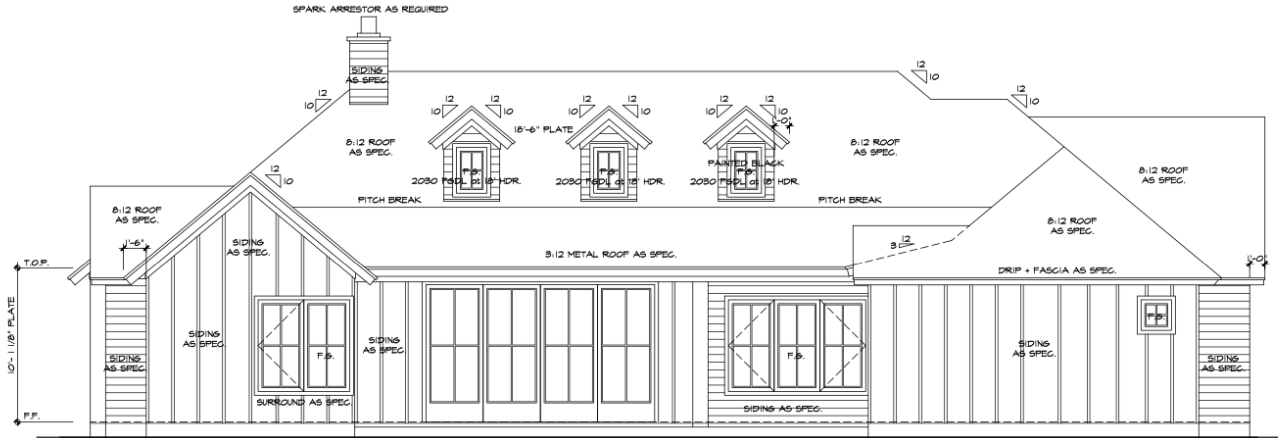 SPARK ARRESTOR AS REQUIRED
SIDING
AS SPEC.
12
10
12
10
12
10
12
10
12
10
12
10
12
10
12
10
12
10
1'-0"
18'-6" PLATE
8:12 ROOF
AS SPEC.
8:12 ROOF
AS SPEC.
PAINTED BLACK
F.G.
F.G.
F.G.
2030 FGDL at 18' HDR.
2030 FGDL at 18' HDR.
2030 FGDL at 18' HDR.
8:12 ROOF
AS SPEC.
12
10
PITCH BREAK
PITCH BREAK
8:12 ROOF
AS SPEC.
8:12 ROOF
AS SPEC.
1'-6"
SIDING
AS SPEC.
12
3
3:12 METAL ROOF AS SPEC.
1'-0"
T.O.P.
DRIP + FASCIA AS SPEC.
10'- 1 1/8" PLATE
SIDING
AS SPEC.
SIDING
AS SPEC.
F.G.
SIDING
AS SPEC.
F.G.
SIDING
AS SPEC.
F.G.
SIDING
AS SPEC.
SURROUND AS SPEC.
SIDING AS SPEC.
F.F.